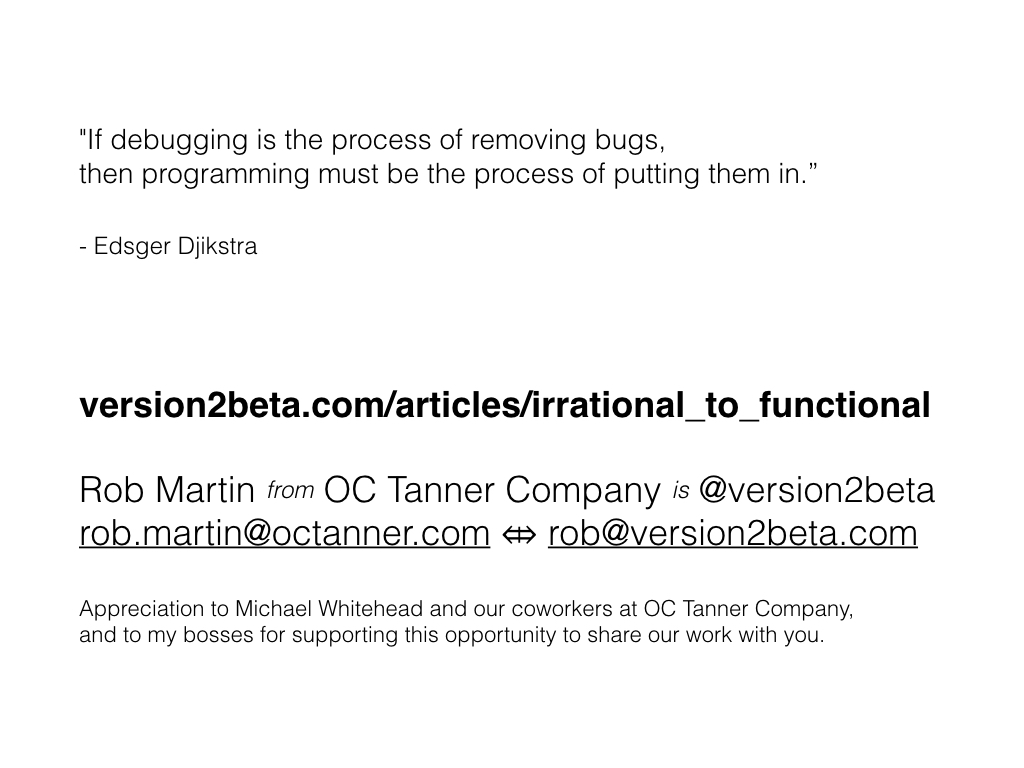 "If debugging is the process of removing bugs,
then programming must be the process of putting them in.”
- Edsger Djikstra
version2beta.com/articles/irrational_to_functional
Rob Martin from OC Tanner Company is @version2beta
rob.martin@octanner.com ⇹ rob@version2beta.com
Appreciation to Michael Whitehead and our coworkers at OC Tanner Company,
and to my bosses for supporting this opportunity to share our work with you.